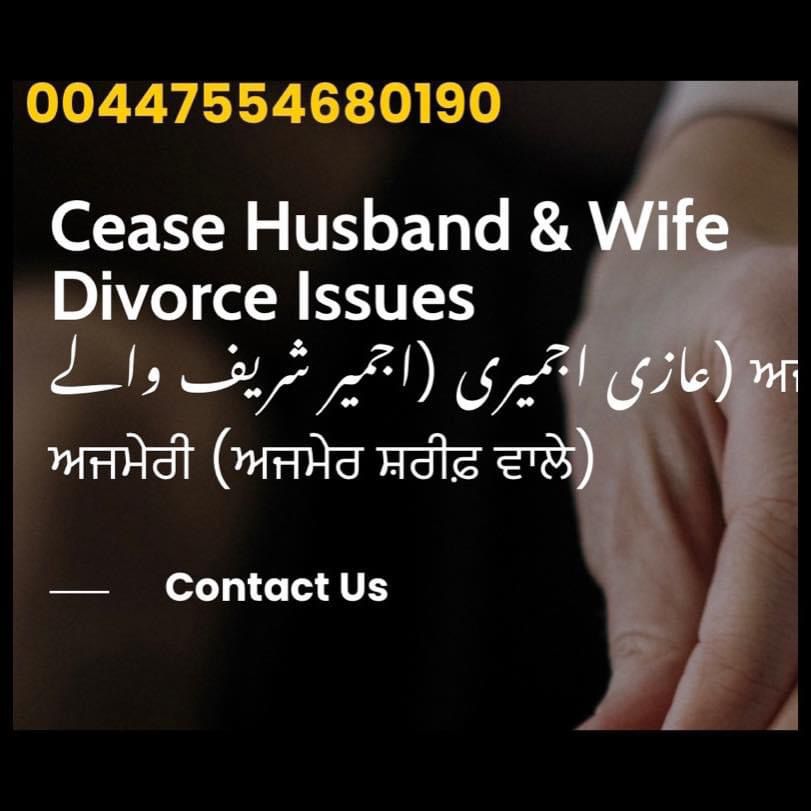 00447554680190
Cease Husband & Wife
Divorce Issues
عازی اجمیری (اجمیر شریف والے)
ਅਜਮੇਰੀ (ਅਜਮੇਰ ਸ਼ਰੀਫ਼ ਵਾਲੇ)
Contact Us